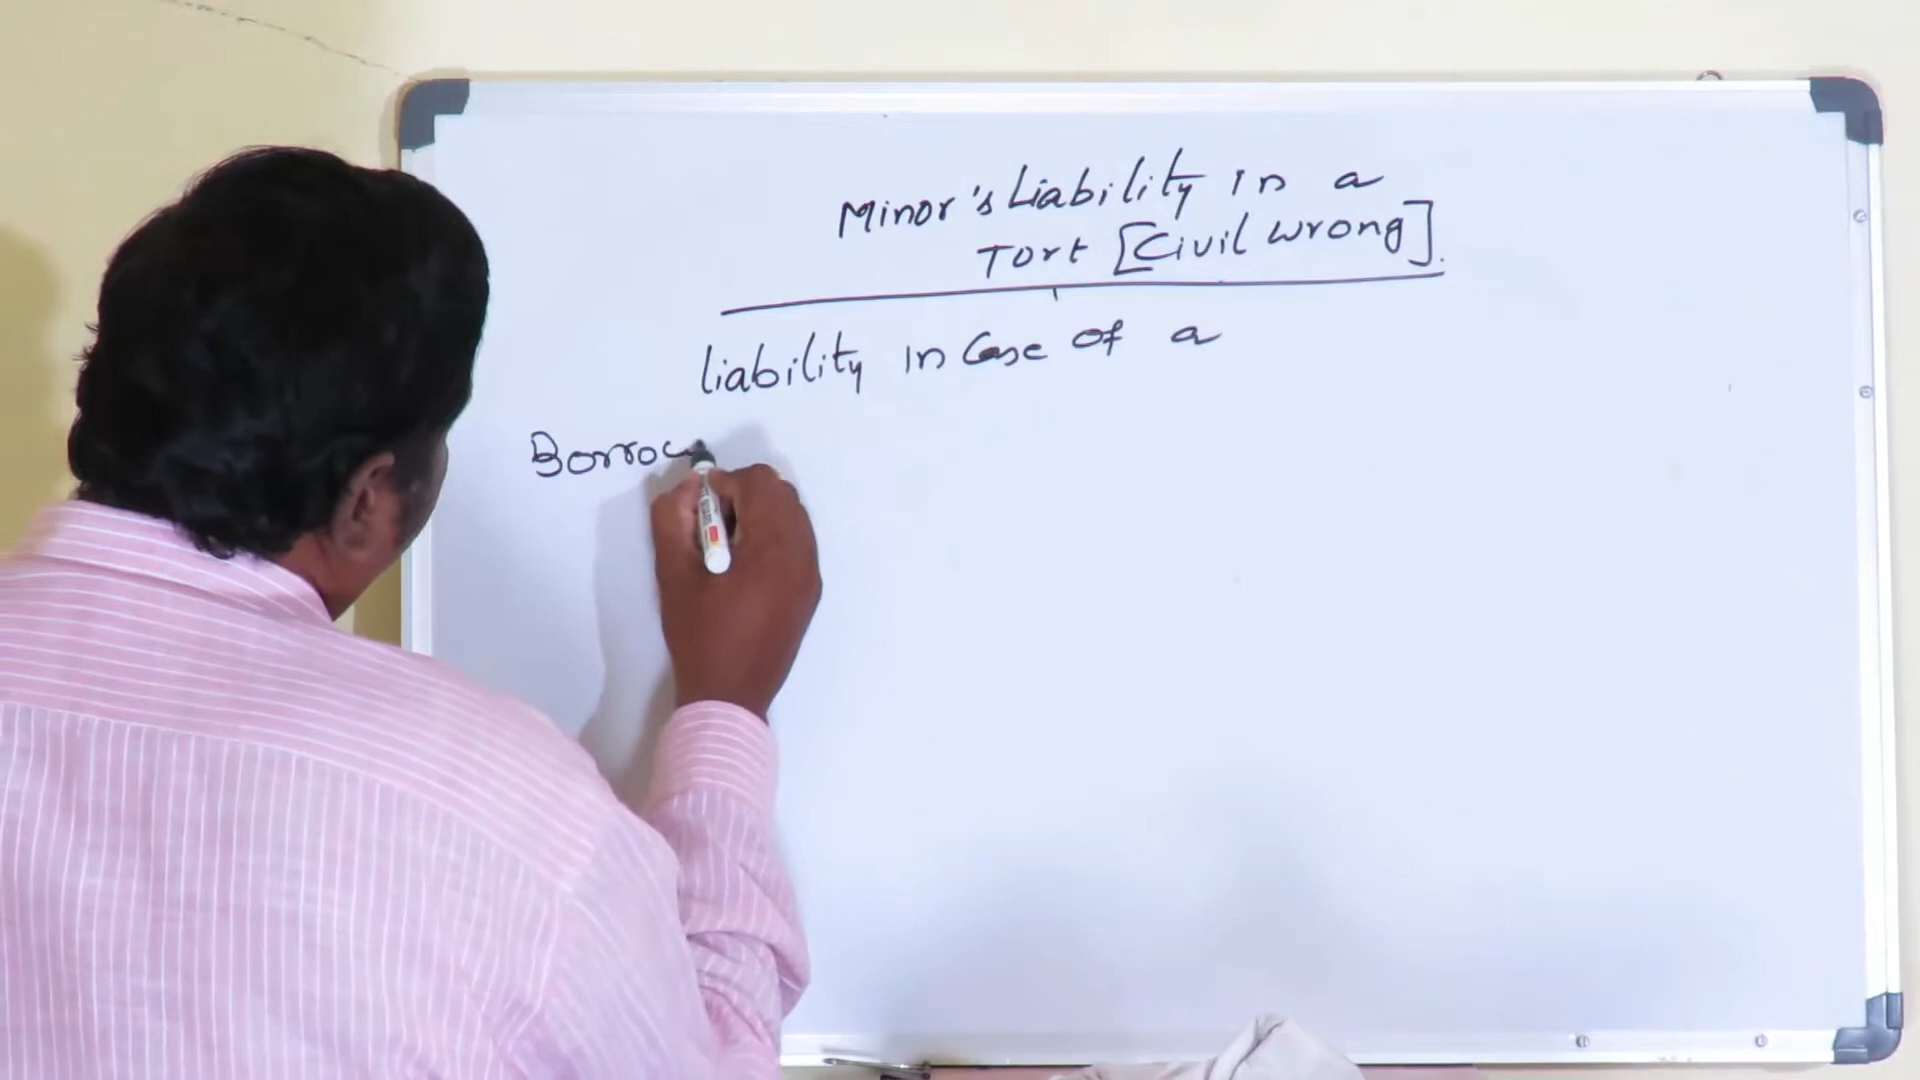 Minor's Liability in a
Tort [Civil wrong].
liability in Case of a
Borrow